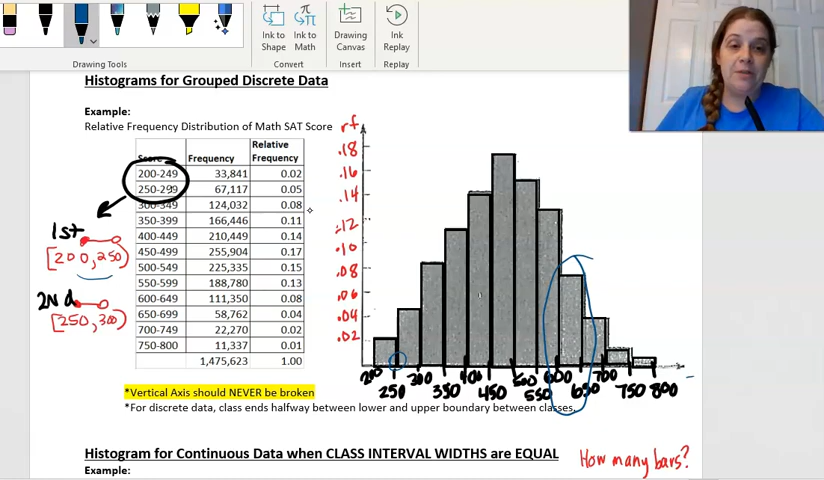 Ink to
Shape
Ink to
Math
Drawing
Canvas
Ink
Replay
Drawing Tools
Convert
Insert
Replay
Histograms for Grouped Discrete Data
Example:
Relative Frequency Distribution of Math SAT Score
Score Frequency Relative Frequency
200-249 33,841 0.02
250-299 67,117 0.05
300-349 124,032 0.08
350-399 166,446 0.11
400-449 210,449 0.14
450-499 255,904 0.17
500-549 225,335 0.15
550-599 188,780 0.13
600-649 111,350 0.08
650-699 58,762 0.04
700-749 22,270 0.02
750-800 11,337 0.01
1,475,623 1.00
1st
[200,250)
2nd
[250,300)
rf
.18
.16
.14
.12
.10
.08
.06
.04
.02
200 250 300 350 400 450 500 550 600 650 700 750 800
*Vertical Axis should NEVER be broken
*For discrete data, class ends halfway between lower and upper boundary between classes.
Histogram for Continuous Data when CLASS INTERVAL WIDTHS are EQUAL
How many bars?
Example: